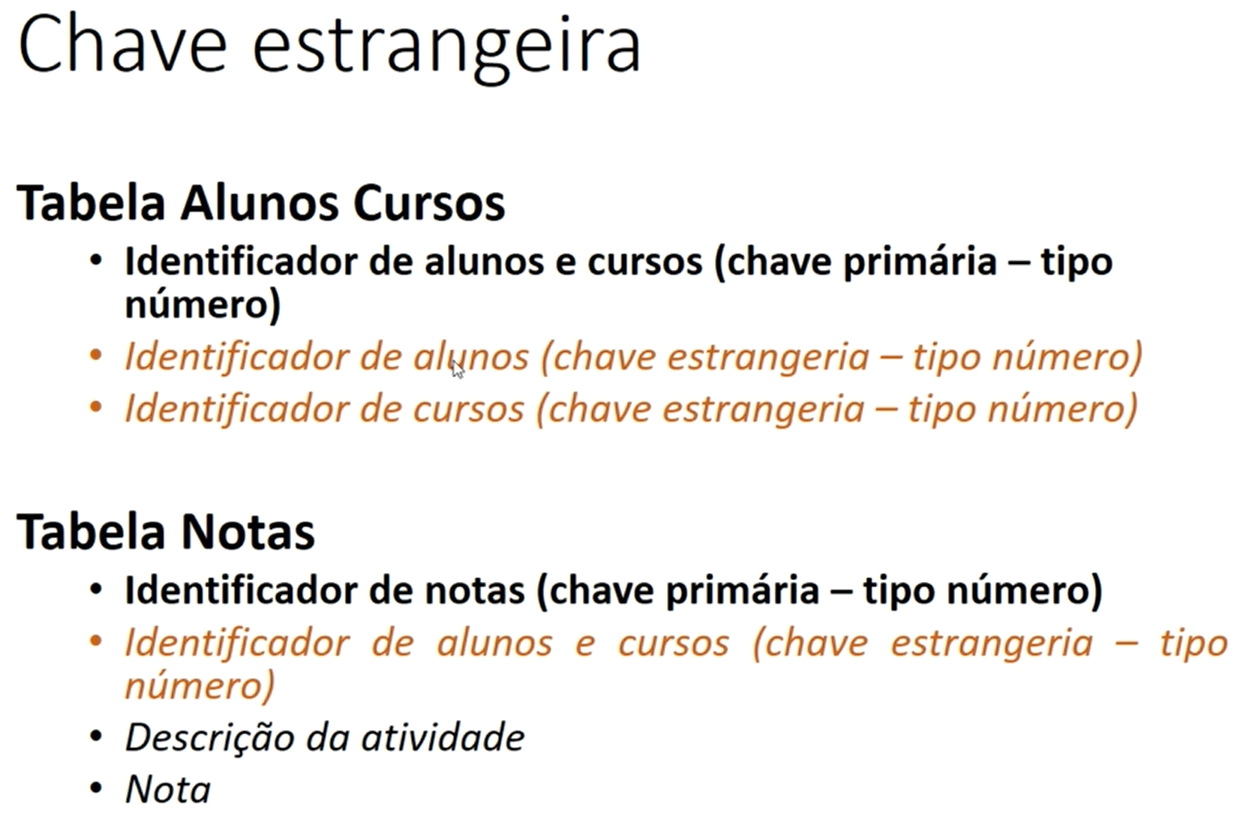 Chave estrangeira
Tabela Alunos Cursos
• Identificador de alunos e cursos (chave primária – tipo
número)
• Identificador de alunos (chave estrangeria – tipo número)
• Identificador de cursos (chave estrangeria – tipo número)
Tabela Notas
• Identificador de notas (chave primária – tipo número)
• Identificador de alunos e cursos (chave estrangeria – tipo
número)
• Descrição da atividade
• Nota